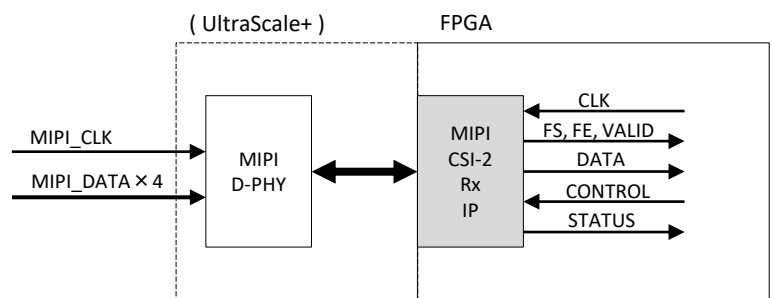 ( UltraScale+ )
FPGA
MIPI_CLK
MIPI_DATA×4
MIPI
D-PHY
MIPI
CSI-2
Rx
IP
CLK
FS, FE, VALID
DATA
CONTROL
STATUS